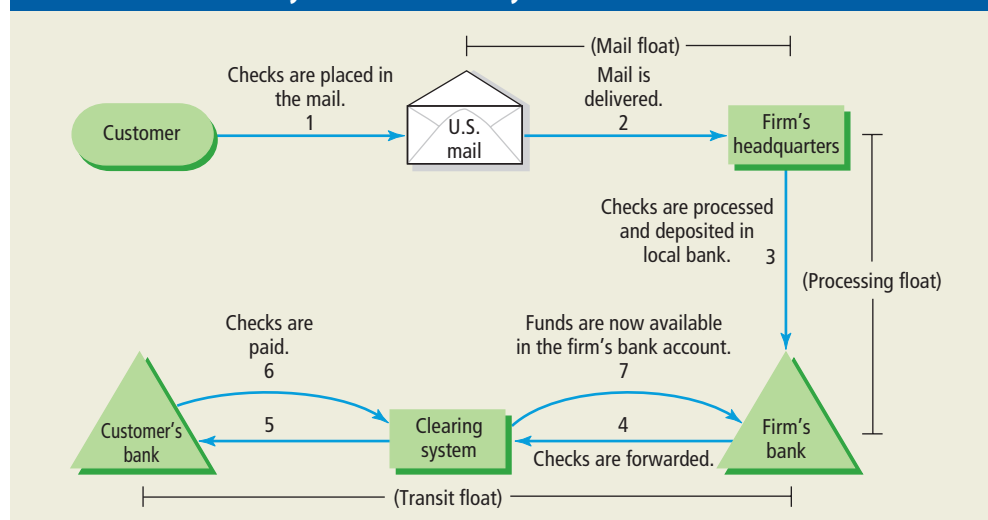 (Mail float)
Checks are placed in
the mail.
1
Mail is
delivered.
2
Customer
U.S.
mail
Firm's
headquarters
Checks are processed
and deposited in
local bank.
3
(Processing float)
Checks are
paid.
6
Funds are now available
in the firm's bank account.
7
Customer's
bank
5
Clearing
system
4
Checks are forwarded.
Firm's
bank
(Transit float)